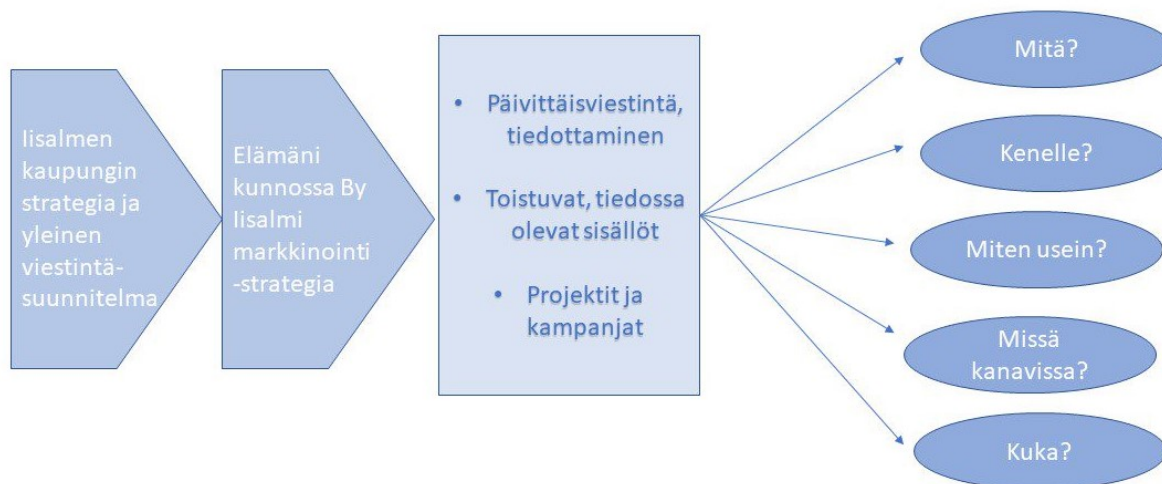 Iisalmen
kaupungin
strategia ja
yleinen
viestintä-
suunnitelma
Elämäni
kunnossa By
Iisalmi
markkinointi
-strategia
• Päivittäisviestintä,
tiedottaminen
• Toistuvat, tiedossa
olevat sisällöt
• Projektit ja
kampanjat
Mitä?
Kenelle?
Miten usein?
Missä
kanavissa?
Kuka?